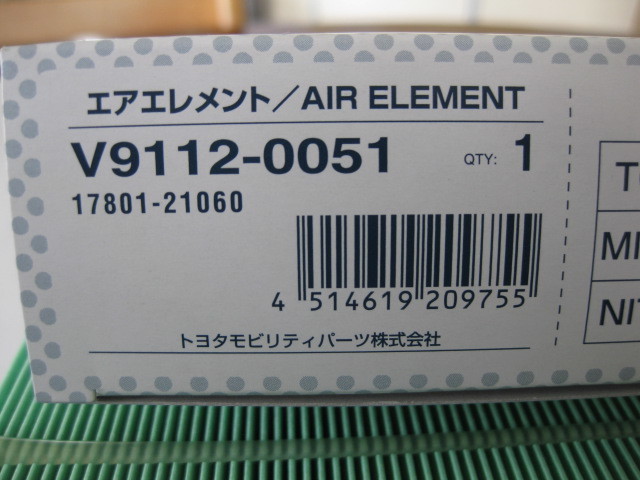 エアエレメント／AIR ELEMENT
V9112-0051 QTY: 1
17801-21060
4 514619 209755
トヨタモビリティパーツ株式会社